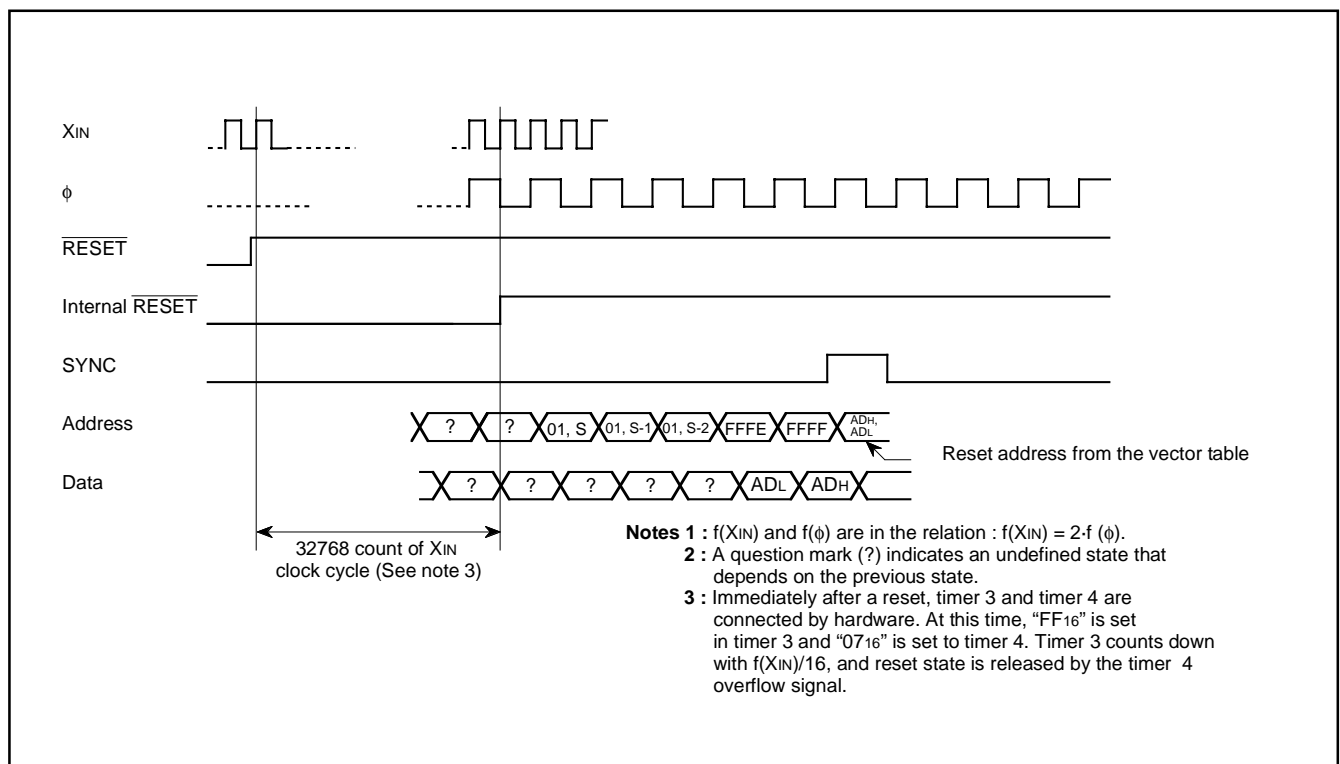 XIN
ϕ
RESET
Internal RESET
SYNC
Address
? ? 01, S 01, S-1 01, S-2 FFFE FFFF ADH,
ADL
Reset address from the vector table
Data
? ? ? ? ? ADL ADH
32768 count of XIN
clock cycle (See note 3)
Notes 1 : f(XIN) and f(ϕ) are in the relation : f(XIN) = 2·f (ϕ).
2 : A question mark (?) indicates an undefined state that
depends on the previous state.
3 : Immediately after a reset, timer 3 and timer 4 are
connected by hardware. At this time, “FF16” is set
in timer 3 and “0716” is set to timer 4. Timer 3 counts down
with f(XIN)/16, and reset state is released by the timer 4
overflow signal.